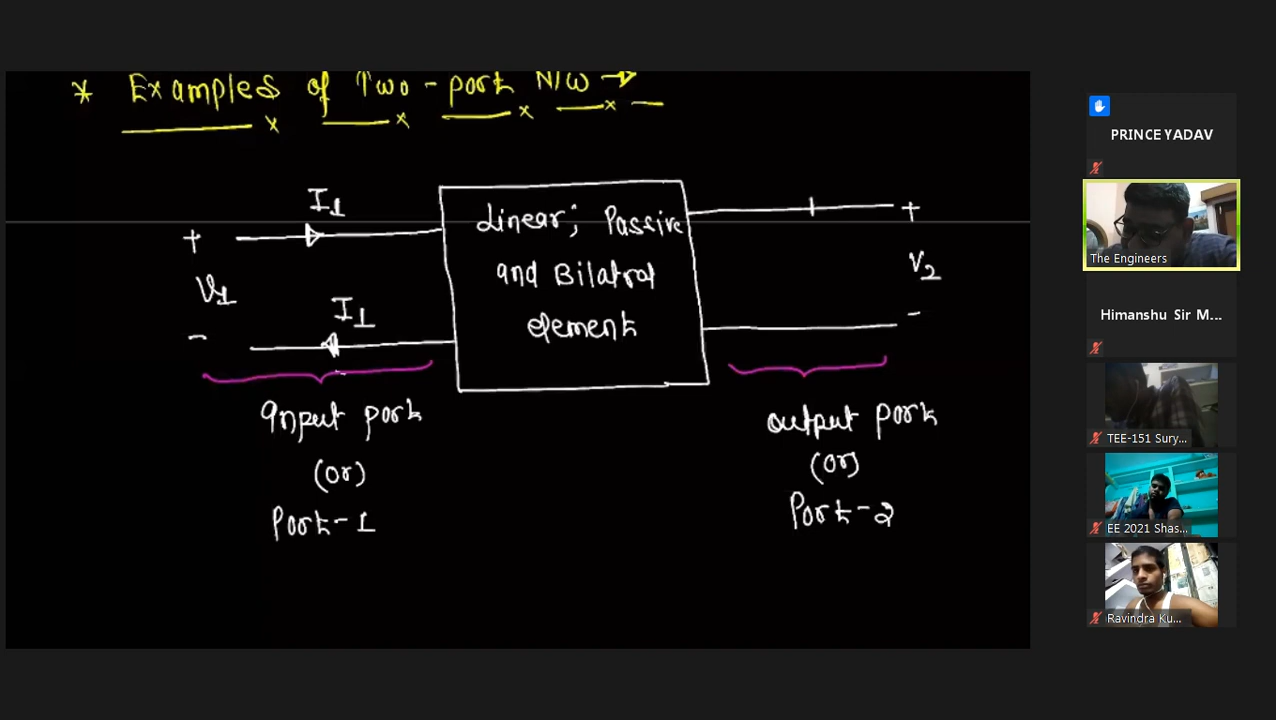 * Examples of Two-port N/W →
I1
+
V1
-
I1
Linear; Passive
and Bilatral
element
+
V2
-
Input port
(or)
Port-1
output port
(or)
Port-2
PRINCE YADAV
The Engineers
Himanshu Sir M...
TEE-151 Sury...
EE 2021 Shas...
Ravindra Ku...